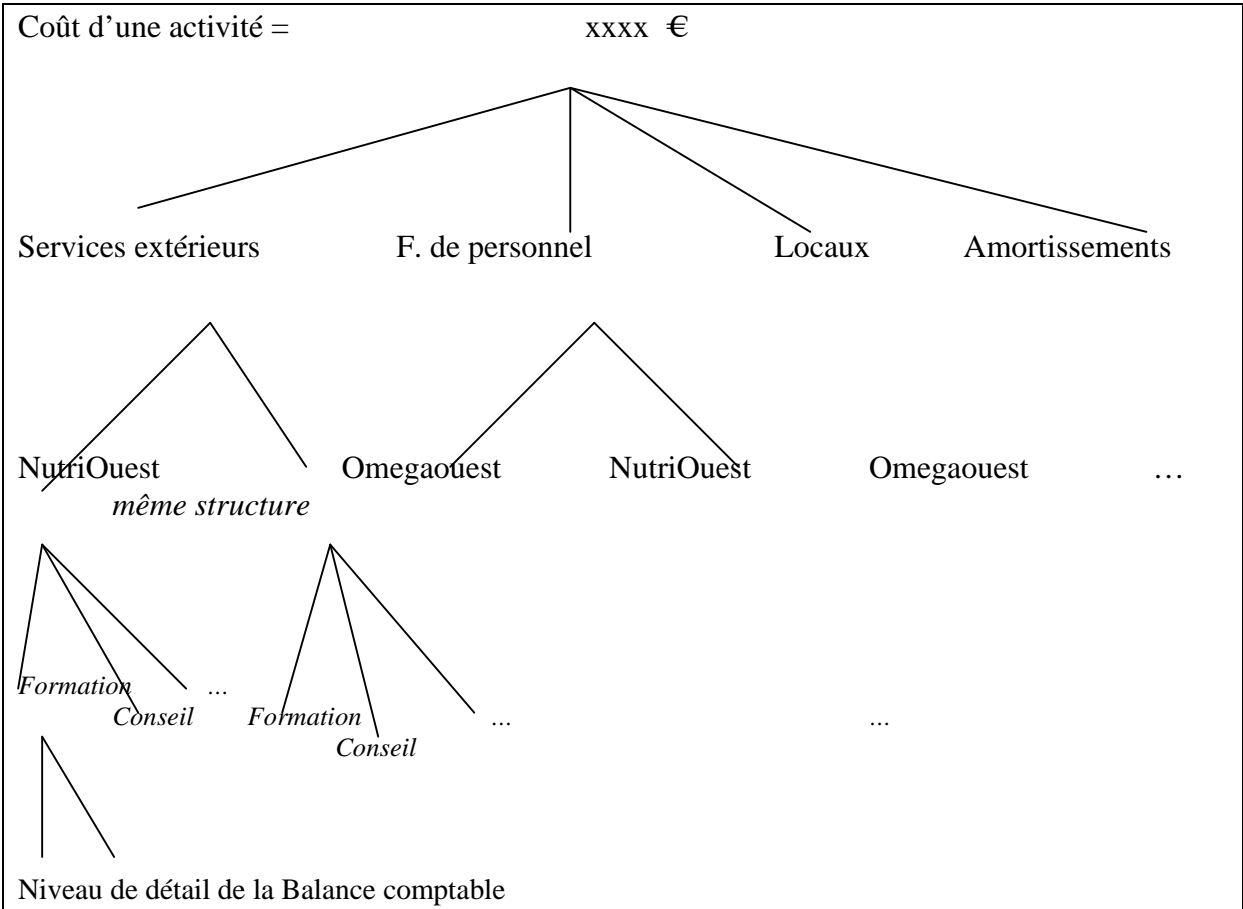 Coût d'une activité = xxxx €
Services extérieurs F. de personnel Locaux Amortissements
NutriOuest Omegaouest NutriOuest Omegaouest …
même structure
Formation …
Conseil Formation … …
Conseil
Niveau de détail de la Balance comptable